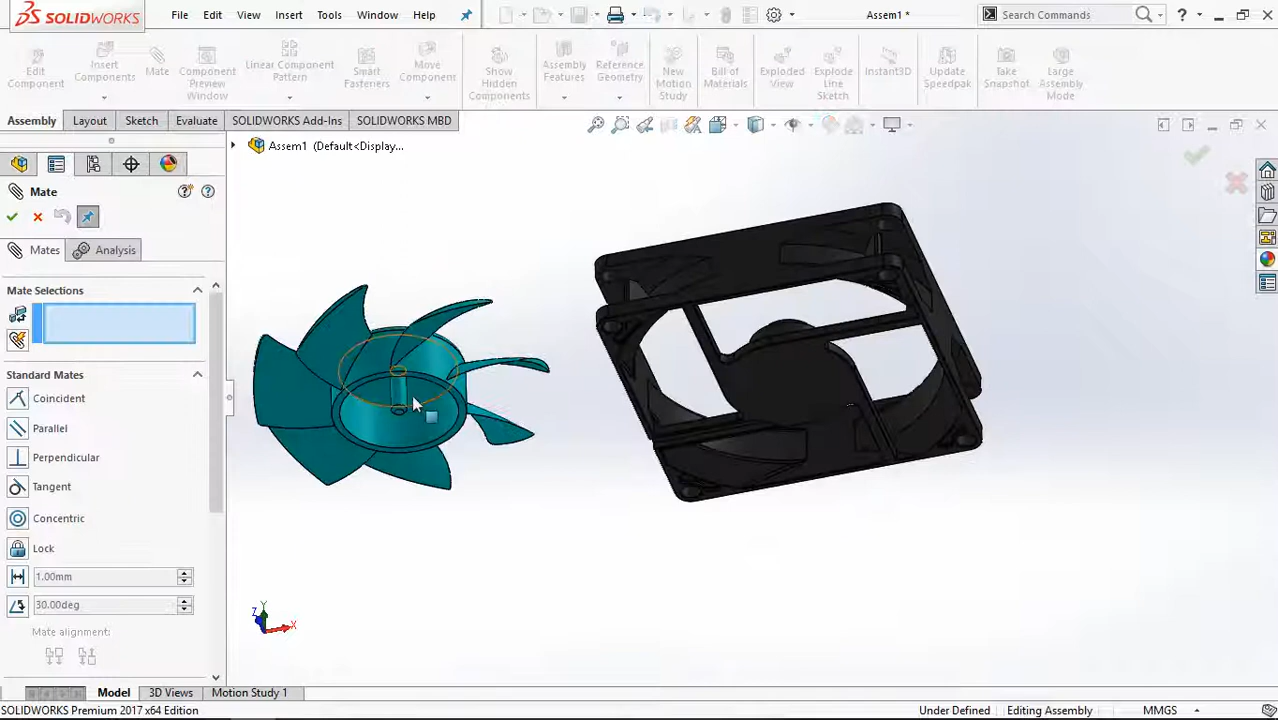 SOLIDWORKS File Edit View Insert Tools Window Help Assem1 * Search Commands ?
Edit Component
Insert Components
Mate
Component Preview Window
Linear Component Pattern
Smart Fasteners
Move Component
Show Hidden Components
Assembly Features
Reference Geometry
New Motion Study
Bill of Materials
Exploded View
Explode Line Sketch
Instant3D
Update Speedpak
Take Snapshot
Large Assembly Mode
Assembly Layout Sketch Evaluate SOLIDWORKS Add-Ins SOLIDWORKS MBD
Assem1 (Default<Display...
Mate
Mates Analysis
Mate Selections
Standard Mates
Coincident
Parallel
Perpendicular
Tangent
Concentric
Lock
1.00mm
30.00deg
Mate alignment:
Y
Z
X
Model 3D Views Motion Study 1
SOLIDWORKS Premium 2017 x64 Edition Under Defined Editing Assembly MMGS